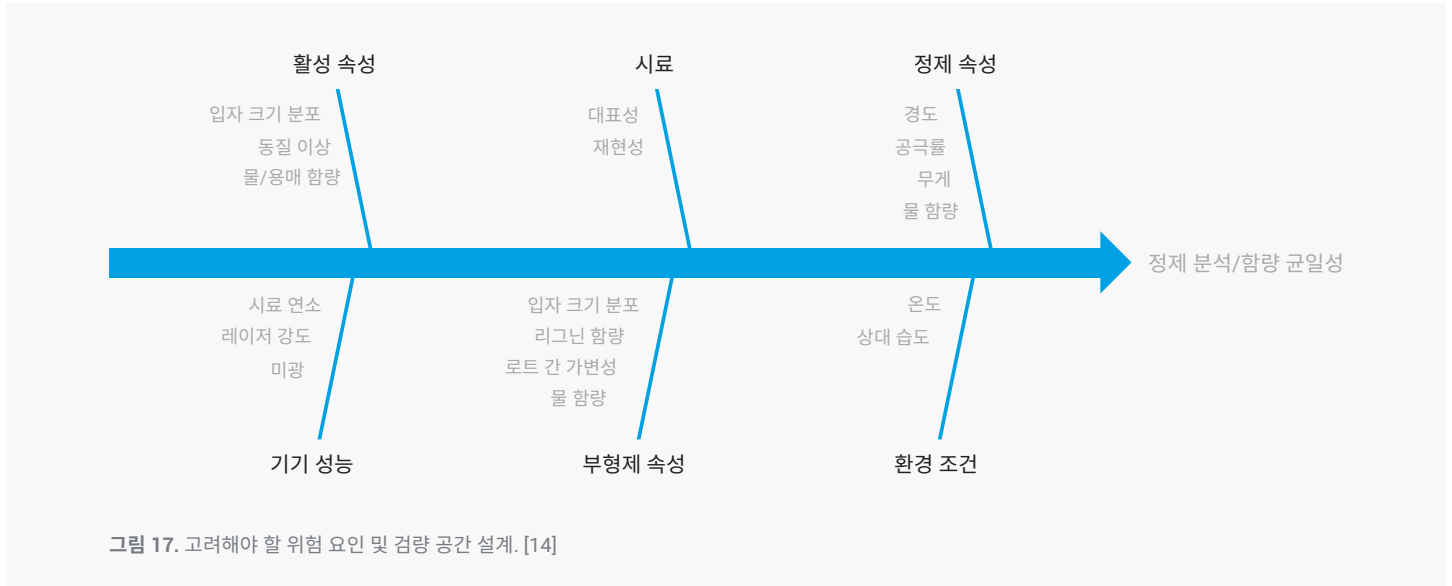 활성 속성
입자 크기 분포
동질 이상
물/용매 함량
시료
대표성
재현성
정제 속성
경도
공극률
무게
물 함량
정제 분석/함량 균일성
시료 연소
레이저 강도
미광
기기 성능
입자 크기 분포
리그닌 함량
로트 간 가변성
물 함량
부형제 속성
온도
상대 습도
환경 조건
그림 17. 고려해야 할 위험 요인 및 검량 공간 설계. [14]